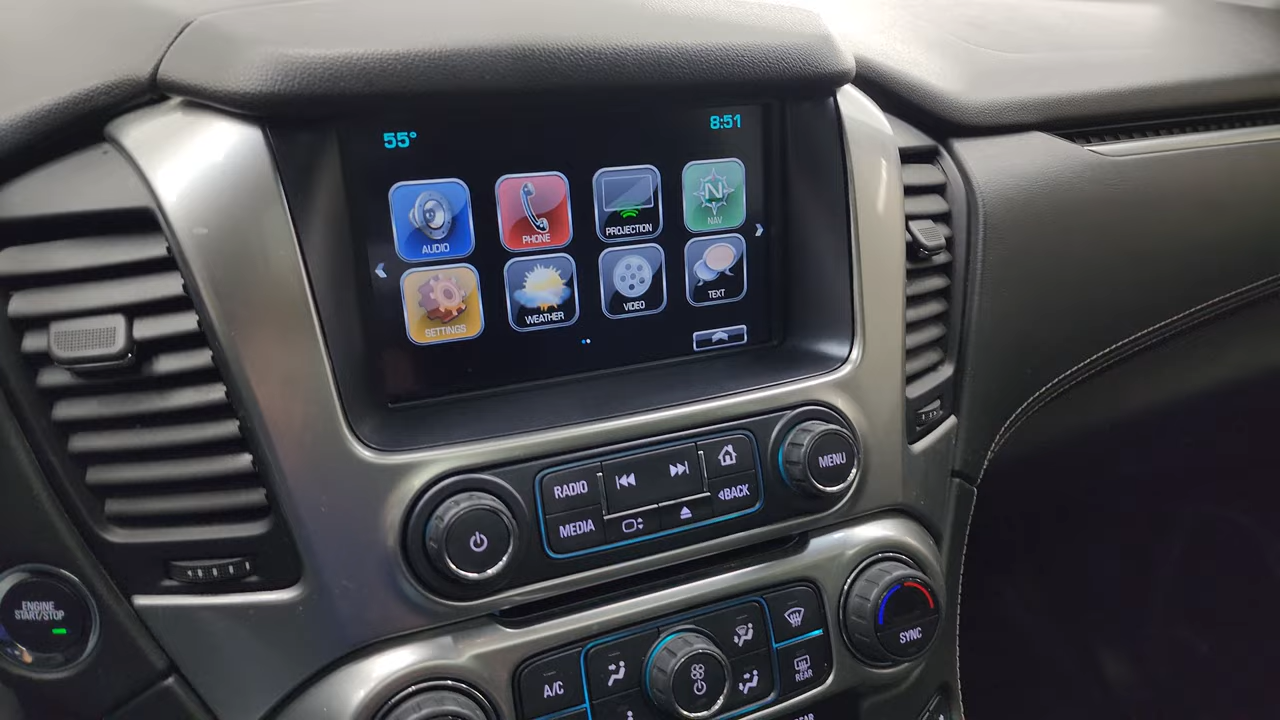 55°
8:51
AUDIO
PHONE
PROJECTION
N
NAV
SETTINGS
WEATHER
VIDEO
TEXT
RADIO
MEDIA
BACK
MENU
ENGINE
START/STOP
A/C
REAR
SYNC
REAR